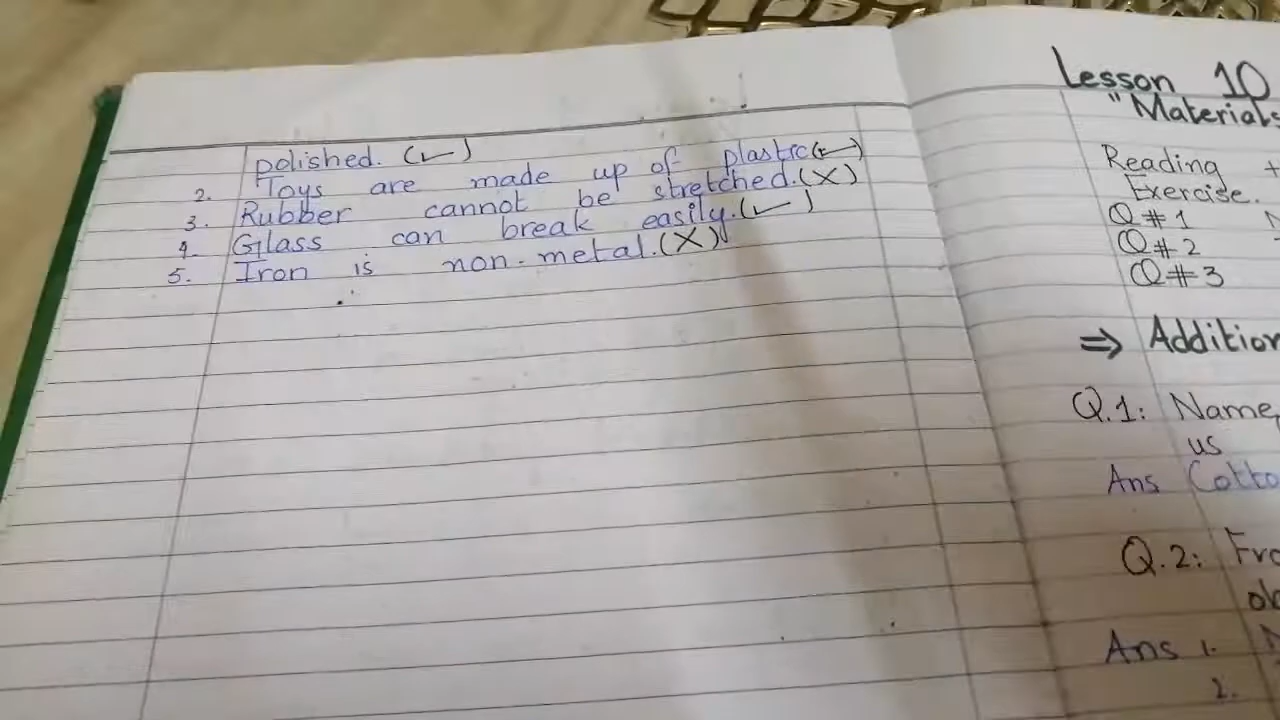 polished. (✓)
2. Toys are made up of plastic (✓)
3. Rubber cannot be stretched. (X)
4. Glass can break easily. (✓)
5. Iron is non-metal. (X)
Lesson 10
"Materials
Reading +
Exercise.
Q # 1
Q # 2
Q # 3
⇒ Addition
Q.1: Name
us
Ans Cotto
Q.2: Fro
ob
Ans 1.
2.